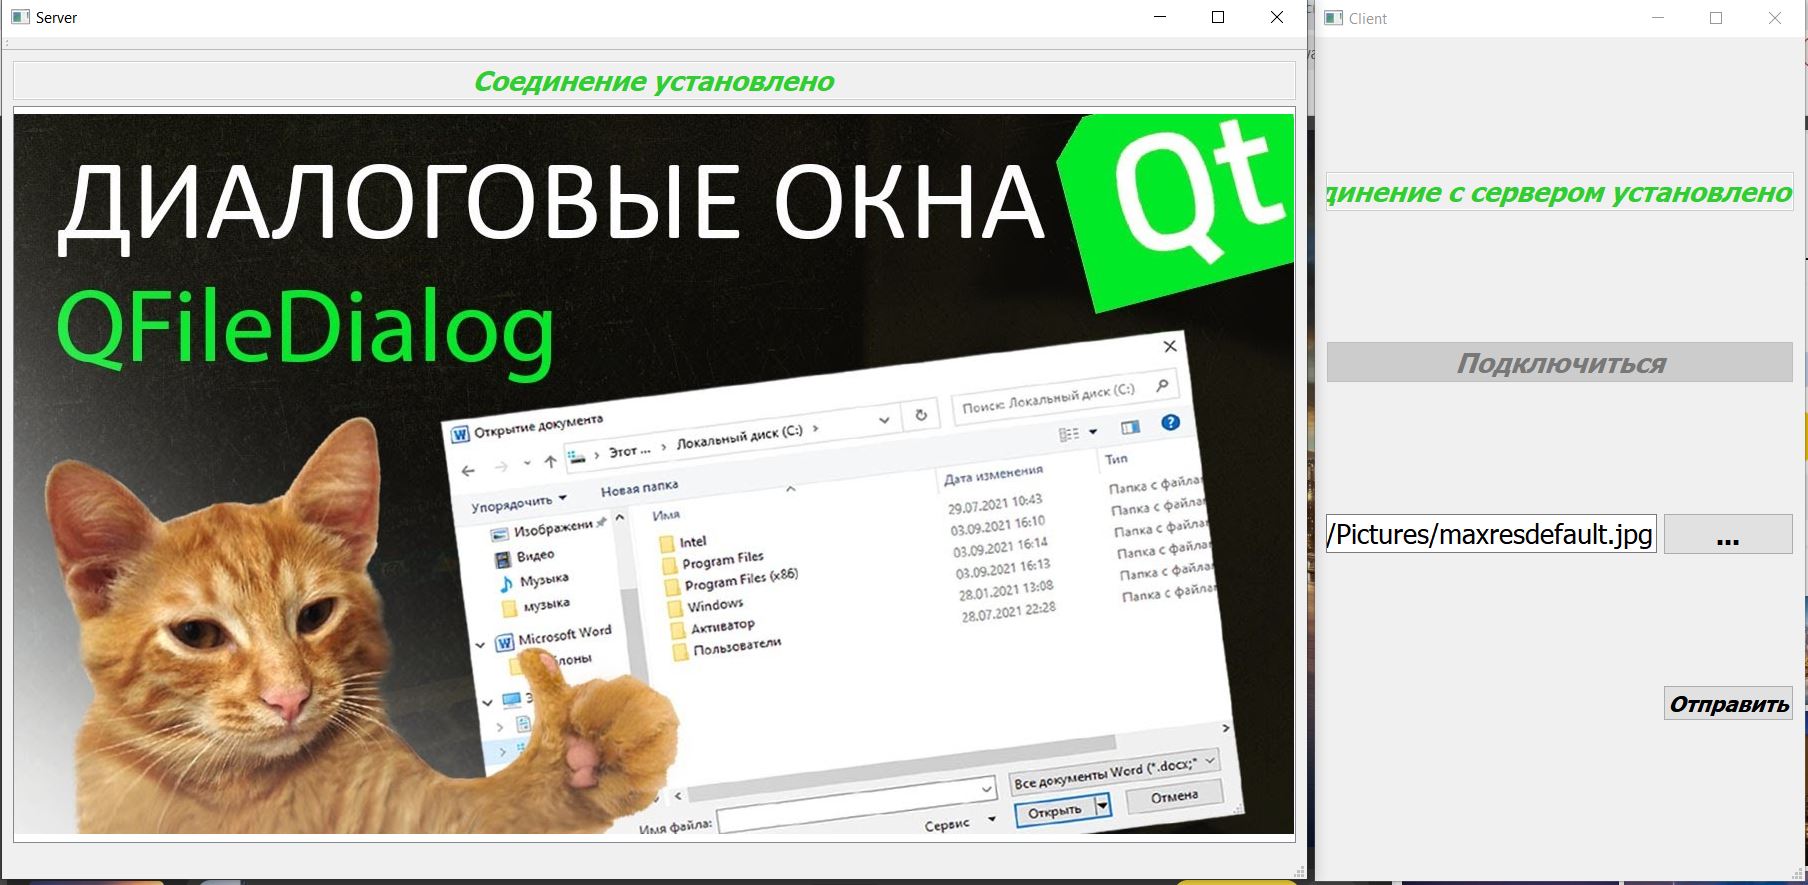 Server
Соединение установлено
ДИАЛОГОВЫЕ ОКНА
Qt
QFileDialog
Открытие документа
Этот ... › Локальный диск (C:) ›
Поиск: Локальный диск (C:)
Упорядочить
Новая папка
Имя
Дата изменения
Тип
Изображени
Видео
Музыка
музыка
Microsoft Word
лоны
Э
Intel
Program Files
Program Files (x86)
Windows
Активатор
Пользователи
29.07.2021 10:43
03.09.2021 16:10
03.09.2021 16:14
03.09.2021 16:13
28.01.2021 13:08
28.07.2021 22:28
Папка с файлам
Папка с файла
Папка с файла
Папка с файла
Папка с файла
Папка с файла
Имя файла:
Все документы Word (*.docx;*
Сервис
Открыть
Отмена
Client
динение с сервером установлено
Подключиться
/Pictures/maxresdefault.jpg
...
Отправить